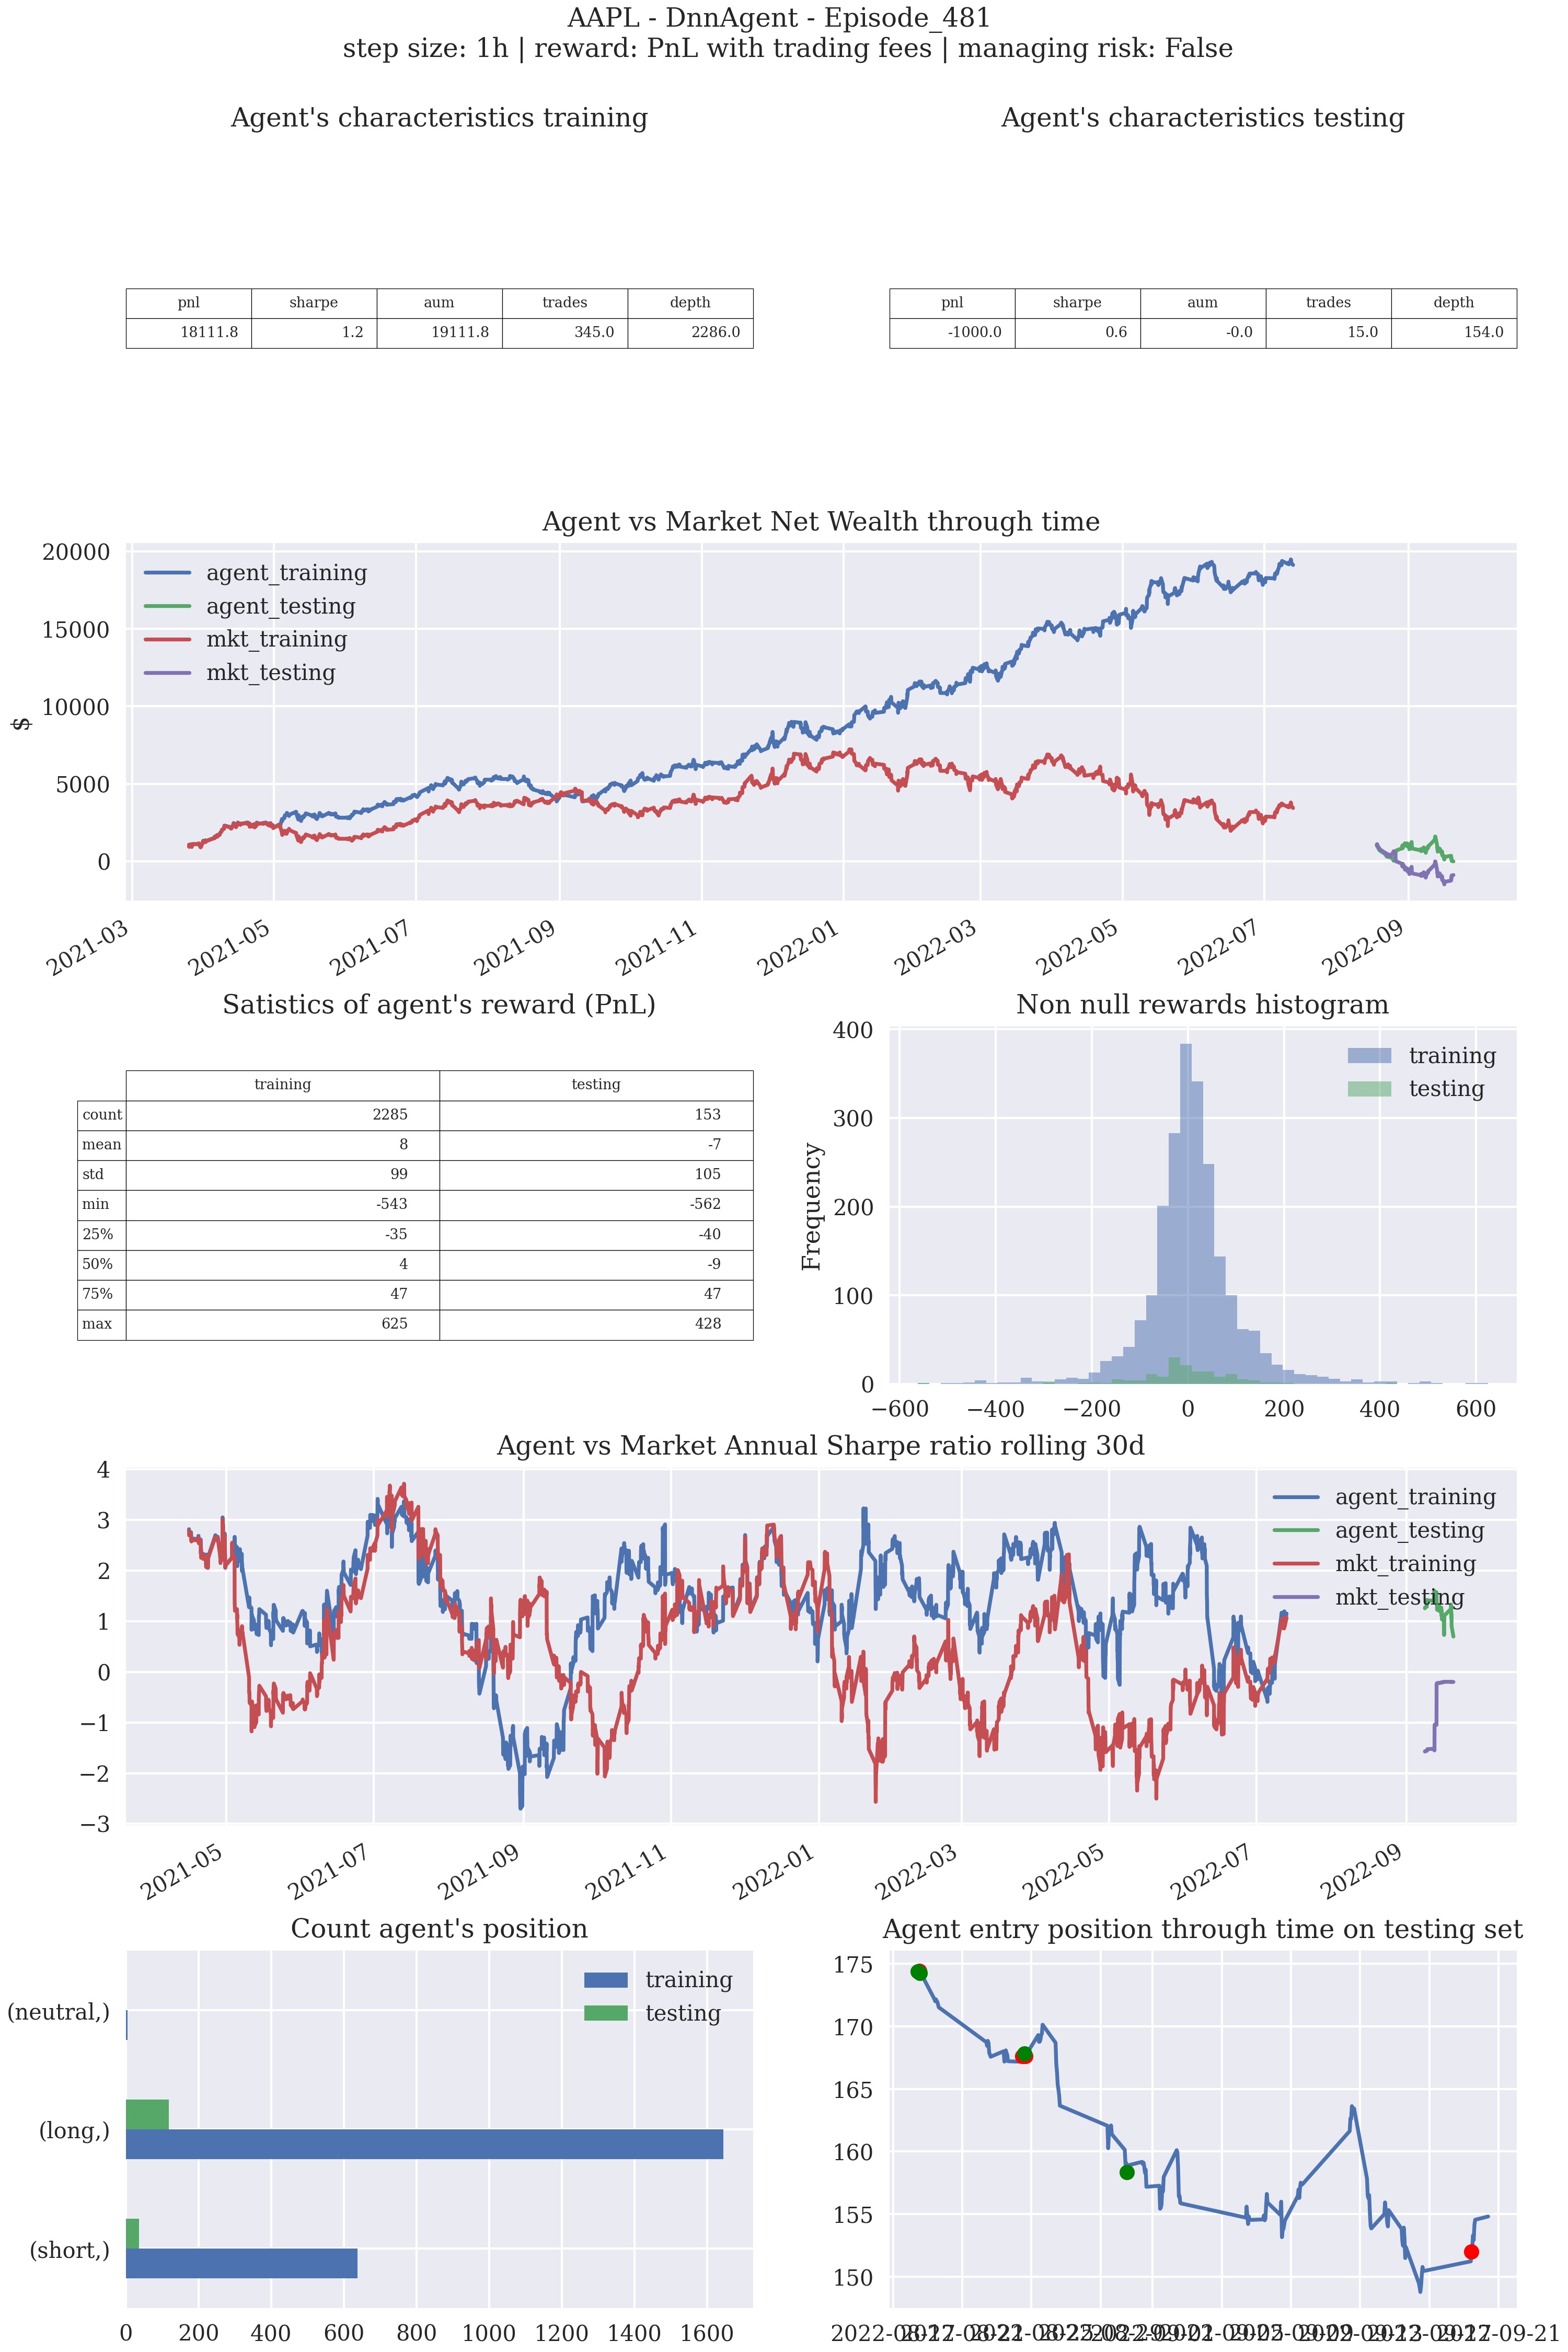 AAPL - DnnAgent - Episode_481
step size: 1h | reward: PnL with trading fees | managing risk: False
Agent's characteristics training
Agent's characteristics testing
pnl sharpe aum trades depth
18111.8 1.2 19111.8 345.0 2286.0
pnl sharpe aum trades depth
-1000.0 0.6 -0.0 15.0 154.0
Agent vs Market Net Wealth through time
agent_training
agent_testing
mkt_training
mkt_testing
$
20000
15000
10000
5000
0
2021-03 2021-05 2021-07 2021-09 2021-11 2022-01 2022-03 2022-05 2022-07 2022-09
Satistics of agent's reward (PnL)
training testing
count 2285 153
mean 8 -7
std 99 105
min -543 -562
25% -35 -40
50% 4 -9
75% 47 47
max 625 428
Non null rewards histogram
training
testing
Frequency
400
300
200
100
0
−600 −400 −200 0 200 400 600
Agent vs Market Annual Sharpe ratio rolling 30d
agent_training
agent_testing
mkt_training
mkt_testing
4
3
2
1
0
−1
−2
−3
2021-05 2021-07 2021-09 2021-11 2022-01 2022-03 2022-05 2022-07 2022-09
Count agent's position
training
testing
(neutral,)
(long,)
(short,)
0 200 400 600 800 1000 1200 1400 1600
Agent entry position through time on testing set
175
170
165
160
155
150